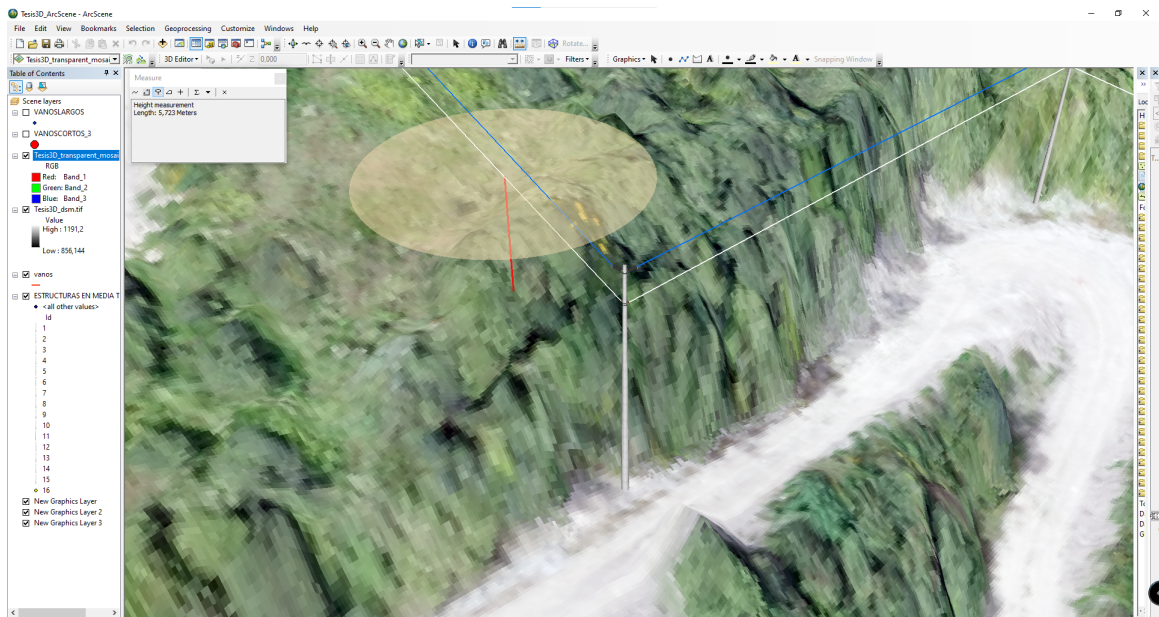 Tesis3D_ArcScene - ArcScene
File Edit View Bookmarks Selection Geoprocessing Customize Windows Help
Rotate...
Tesis3D_transparent_mosai
3D Editor
0.000
Filters
Graphics
A
A
Snapping Window
Table of Contents
Measure
Height measurement
Length: 5,723 Meters
Scene layers
VANOSLARGOS
VANOSCORTOS_3
Tesis3D_transparent_mosa
RGB
Red: Band_1
Green: Band_2
Blue: Band_3
Tesis3D_dsm.tif
Value
High : 1191,2
Low : 856,144
vanos
ESTRUCTURAS EN MEDIA T
<all other values>
Id
1
2
3
4
5
6
7
8
9
10
11
12
13
14
15
16
New Graphics Layer
New Graphics Layer 2
New Graphics Layer 3
Loc
H
Fo
To
D
D
G